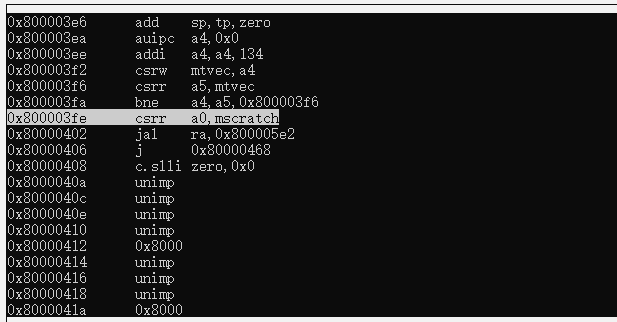 0x800003e6 add sp,tp,zero
0x800003ea auipc a4,0x0
0x800003ee addi a4,a4,134
0x800003f2 csrw mtvec,a4
0x800003f6 csrr a5,mtvec
0x800003fa bne a4,a5,0x800003f6
0x800003fe csrr a0,mscratch
0x80000402 jal ra,0x800005e2
0x80000406 j 0x80000468
0x80000408 c.slli zero,0x0
0x8000040a unimp
0x8000040c unimp
0x8000040e unimp
0x80000410 unimp
0x80000412 0x8000
0x80000414 unimp
0x80000416 unimp
0x80000418 unimp
0x8000041a 0x8000